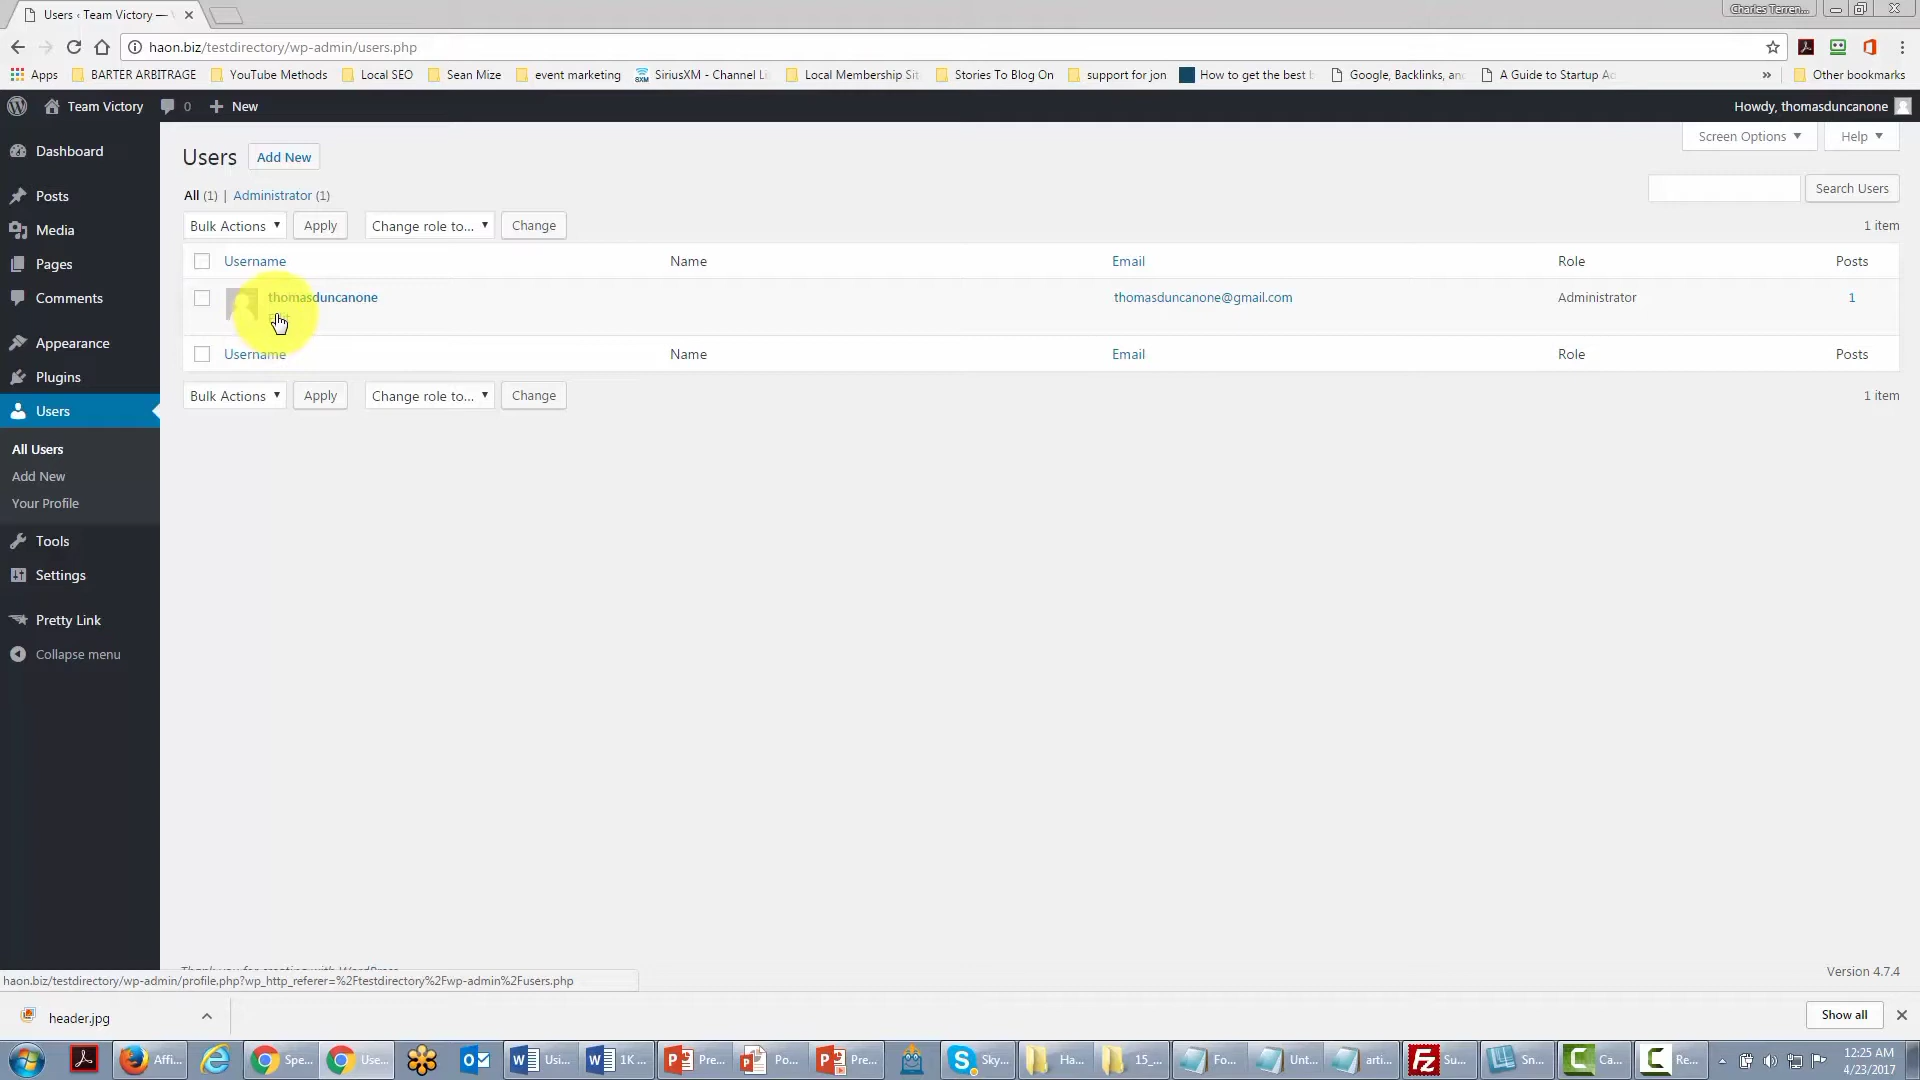 Users ‹ Team Victory —
Charles Terren...
haon.biz/testdirectory/wp-admin/users.php
Apps BARTER ARBITRAGE YouTube Methods Local SEO Sean Mize event marketing SiriusXM - Channel Li Local Membership Sit Stories To Blog On support for jon How to get the best Google, Backlinks, an A Guide to Startup Ad » Other bookmarks
Team Victory 0 New Howdy, thomasduncanone
Screen Options Help
Dashboard
Posts
Media
Pages
Comments
Appearance
Plugins
Users
All Users
Add New
Your Profile
Tools
Settings
Pretty Link
Collapse menu
Users Add New
All (1) | Administrator (1)
Search Users
Bulk Actions Apply Change role to... Change 1 item
Username Name Email Role Posts
thomasduncanone thomasduncanone@gmail.com Administrator 1
Username Name Email Role Posts
Bulk Actions Apply Change role to... Change 1 item
Version 4.7.4
haon.biz/testdirectory/wp-admin/profile.php?wp_http_referer=%2Ftestdirectory%2Fwp-admin%2Fusers.php
header.jpg Show all
Affi... Spe... Use... Usi... 1K ... Pre... Po... Pre... Sky... Ha... 15_... Fo... Unt... arti... Su... Sn... Ca... Re... 12:25 AM
4/23/2017